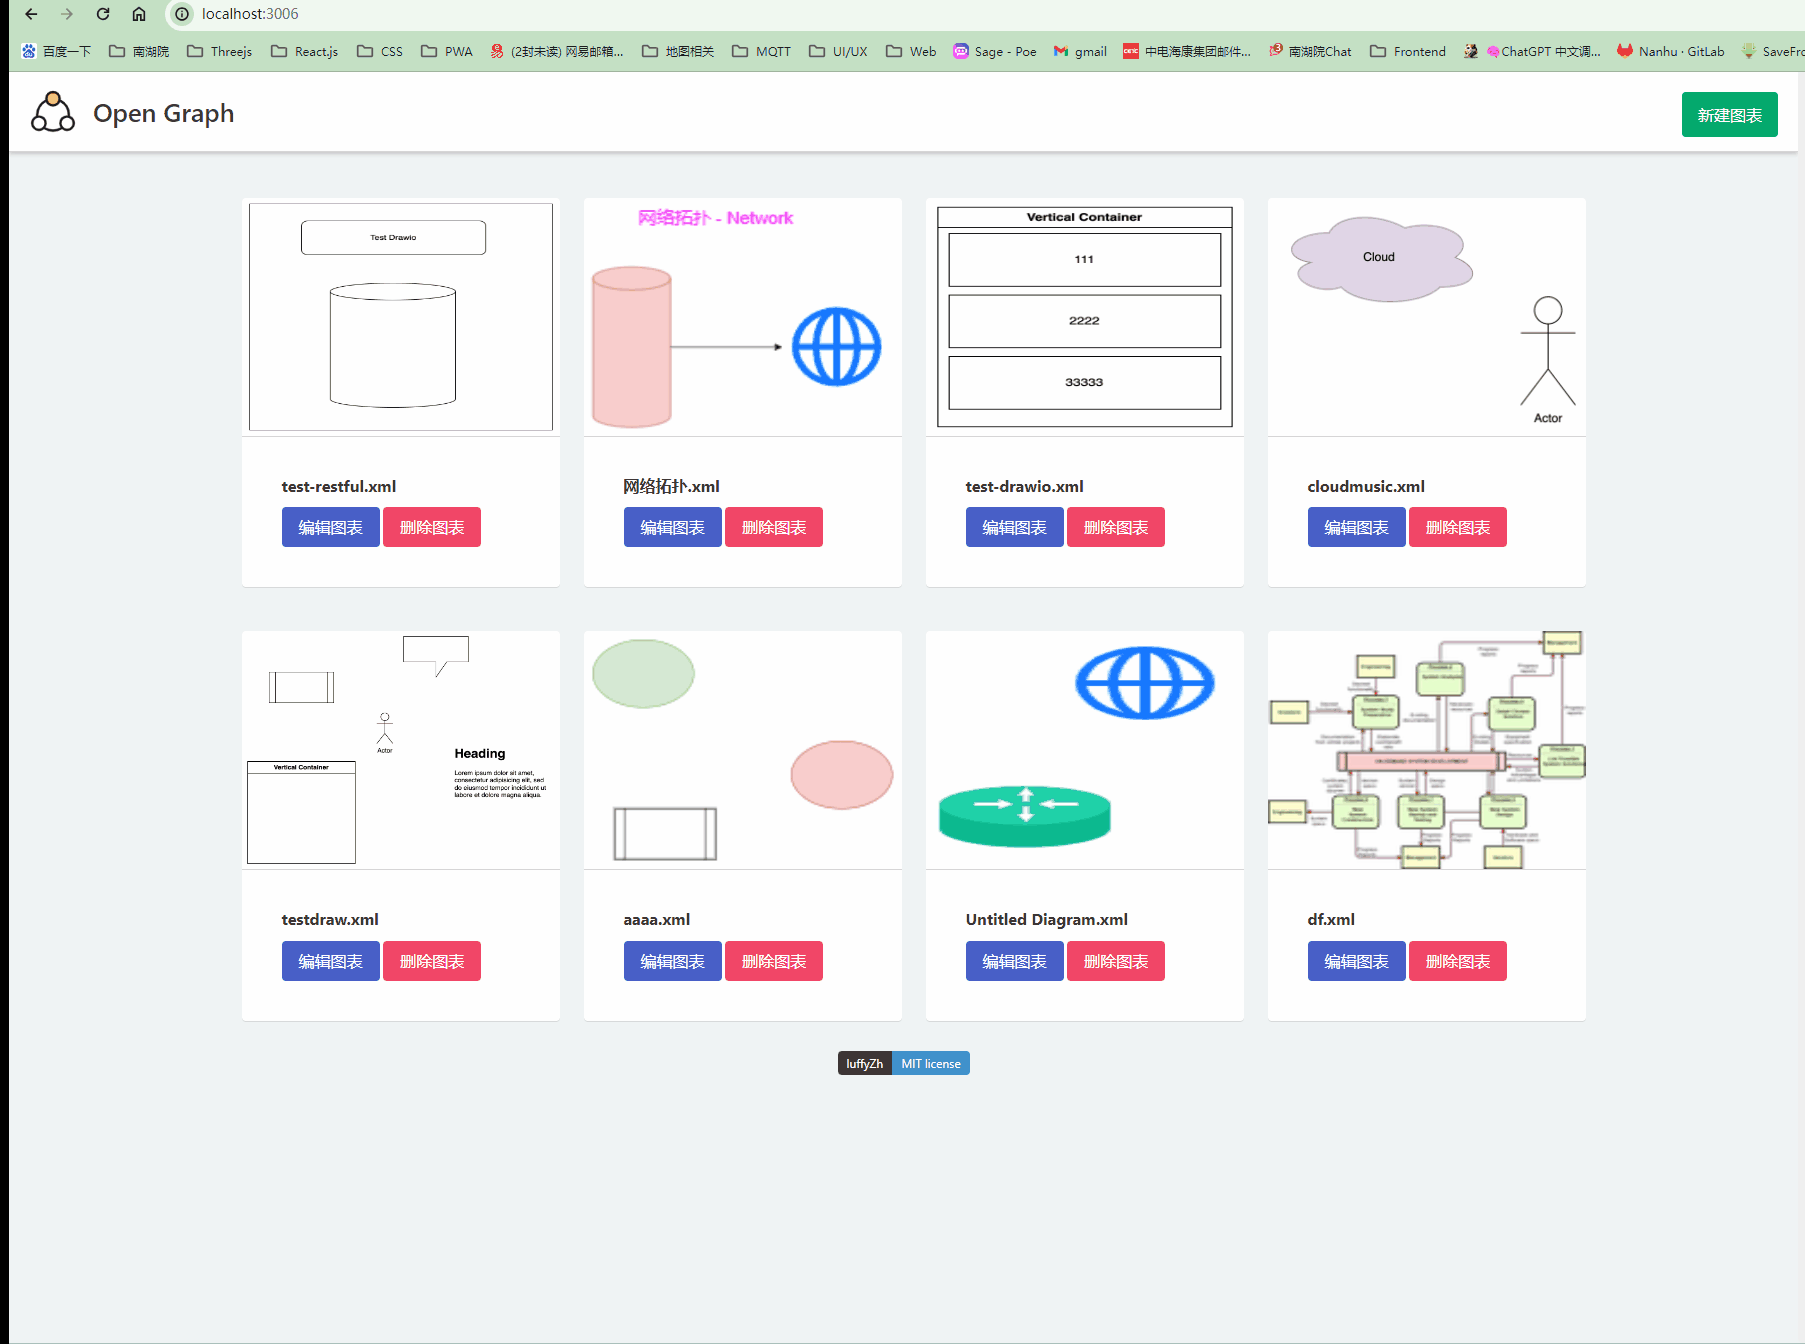 localhost:3006
百度一下 南湖院 Threejs React.js CSS PWA (2封未读) 网易邮箱... 地图相关 MQTT UI/UX Web Sage - Poe gmail 中电海康集团邮件... 南湖院Chat Frontend ChatGPT 中文调... Nanhu · GitLab SaveFro
Open Graph
新建图表
Test Drawio
网络拓扑 - Network
Vertical Container
111
2222
33333
Cloud
Actor
test-restful.xml
编辑图表 删除图表
网络拓扑.xml
编辑图表 删除图表
test-drawio.xml
编辑图表 删除图表
cloudmusic.xml
编辑图表 删除图表
Actor
Vertical Container
Heading
Lorem ipsum dolor sit amet,
consectetur adipisicing elit, sed
do eiusmod tempor incididunt ut
labore et dolore magna aliqua.
testdraw.xml
编辑图表 删除图表
aaaa.xml
编辑图表 删除图表
Untitled Diagram.xml
编辑图表 删除图表
df.xml
编辑图表 删除图表
luffyZh MIT license